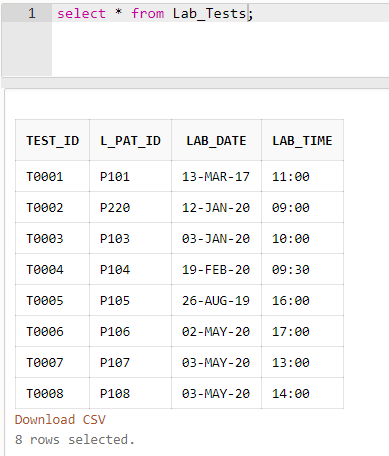 1 select * from Lab_Tests;
TEST_ID L_PAT_ID LAB_DATE LAB_TIME
T0001 P101 13-MAR-17 11:00
T0002 P220 12-JAN-20 09:00
T0003 P103 03-JAN-20 10:00
T0004 P104 19-FEB-20 09:30
T0005 P105 26-AUG-19 16:00
T0006 P106 02-MAY-20 17:00
T0007 P107 03-MAY-20 13:00
T0008 P108 03-MAY-20 14:00
Download CSV
8 rows selected.